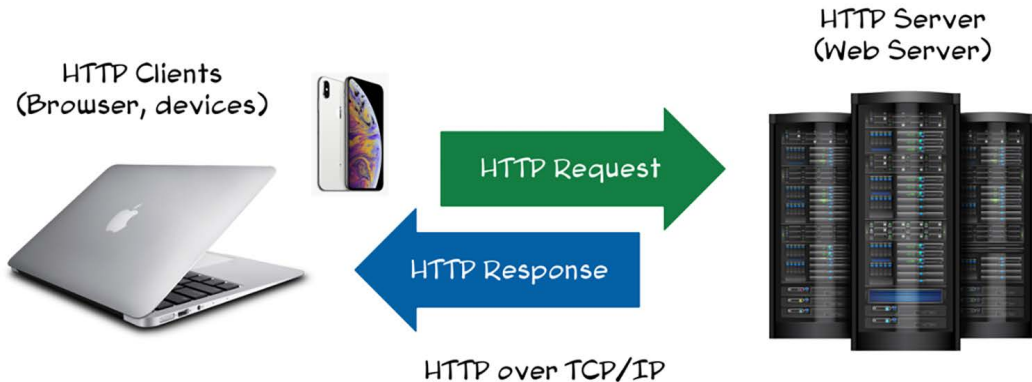 HTTP Server
(Web Server)
HTTP Clients
(Browser, devices)
HTTP Request
HTTP Response
HTTP over TCP/IP